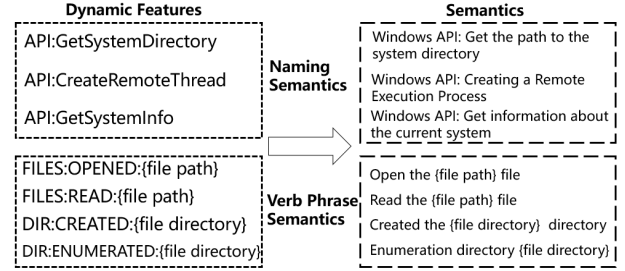 Dynamic Features
API:GetSystemDirectory
API:CreateRemoteThread
API:GetSystemInfo
FILES:OPENED:{file path}
FILES:READ:{file path}
DIR:CREATED:{file directory}
DIR:ENUMERATED:{file directory}
Naming
Semantics
Verb Phrase
Semantics
Semantics
Windows API: Get the path to the
system directory
Windows API: Creating a Remote
Execution Process
Windows API: Get information about
the current system
Open the {file path} file
Read the {file path} file
Created the {file directory} directory
Enumeration directory {file directory}